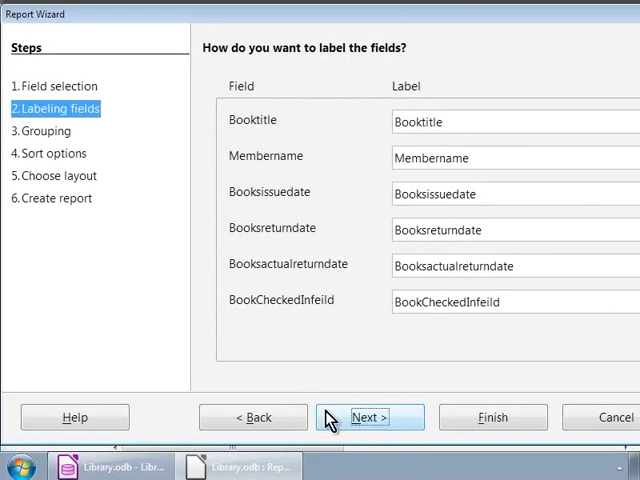 Report Wizard
Steps
How do you want to label the fields?
1. Field selection
Field
Label
2. Labeling fields
Booktitle
Booktitle
3. Grouping
4. Sort options
Membername
Membername
5. Choose layout
Booksissuedate
Booksissuedate
6. Create report
Booksreturndate
Booksreturndate
Booksactualreturndate
Booksactualreturndate
BookCheckedInfeild
BookCheckedInfeild
Help
< Back
Next >
Finish
Cancel
Library.odb - Libr...
Library.odb : Rep...